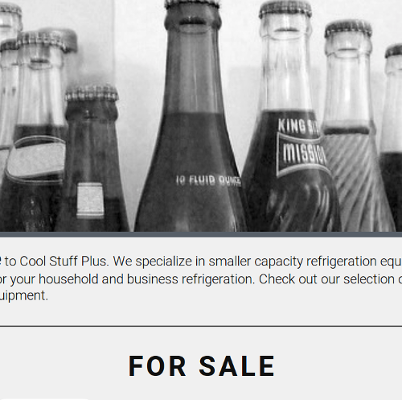 KING SIZE
MISSION
10 FLUID OUNCE
to Cool Stuff Plus. We specialize in smaller capacity refrigeration equ
or your household and business refrigeration. Check out our selection
uipment.
FOR SALE